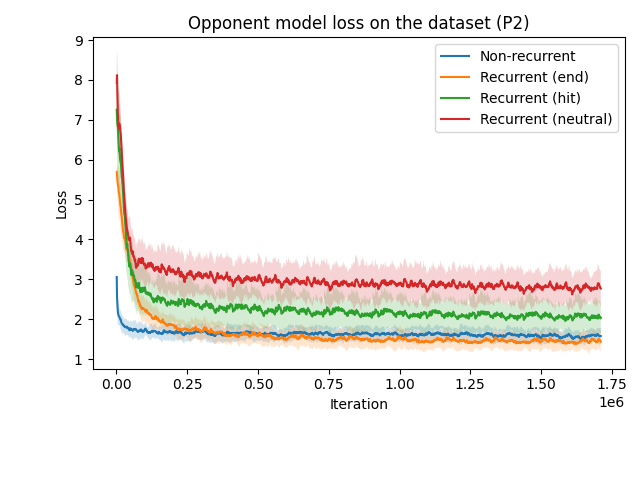 Opponent model loss on the dataset (P2)
9
8
7
6
5
4
3
2
1
Loss
Non-recurrent
Recurrent (end)
Recurrent (hit)
Recurrent (neutral)
0.00 0.25 0.50 0.75 1.00 1.25 1.50 1.75
1e6
Iteration